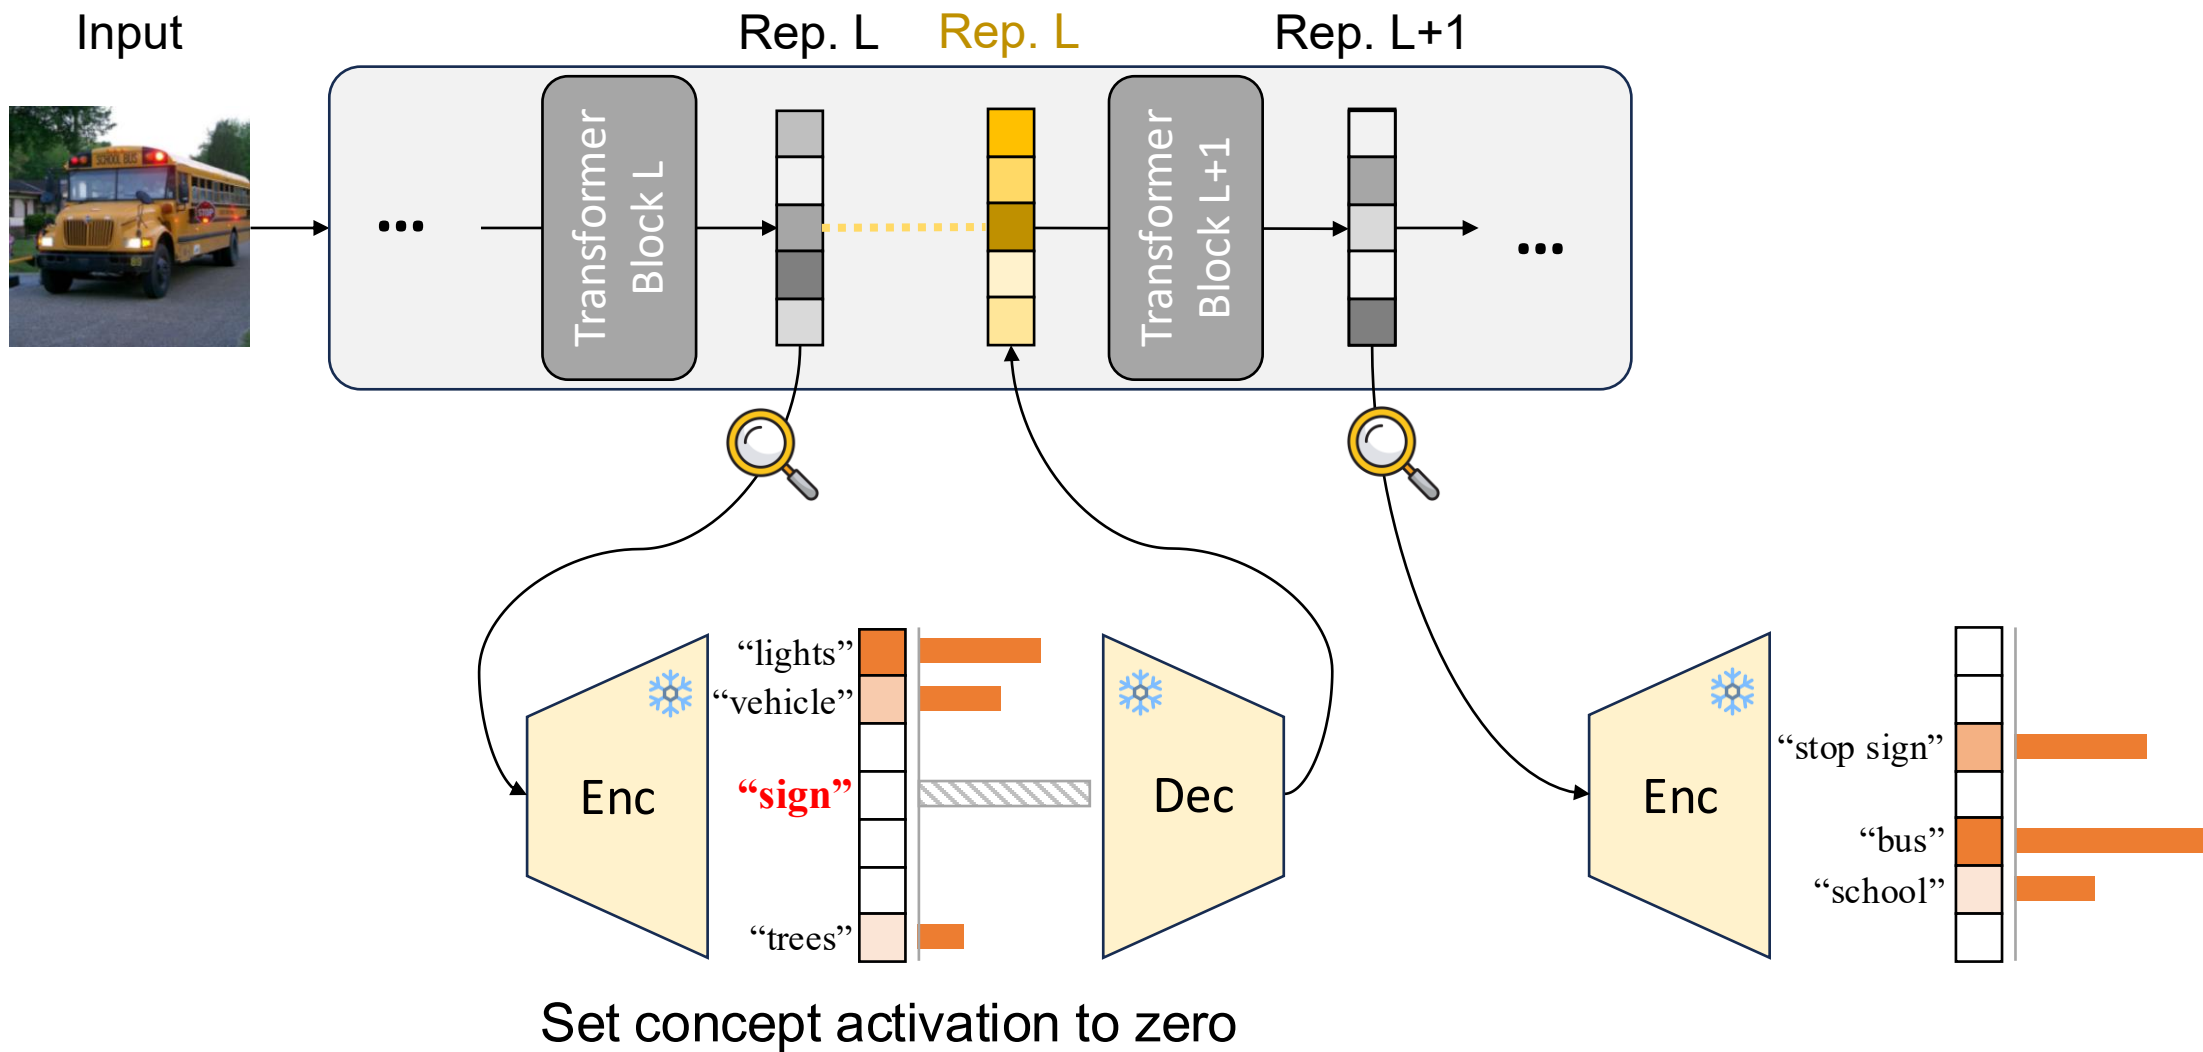 Input
Rep. L
Rep. L
Rep. L+1
SCHOOL BUS
STOP
...
Transformer
Block L
Transformer
Block L+1
...
“lights”
“vehicle”
“sign”
“trees”
Enc
Dec
Enc
“stop sign”
“bus”
“school”
Set concept activation to zero